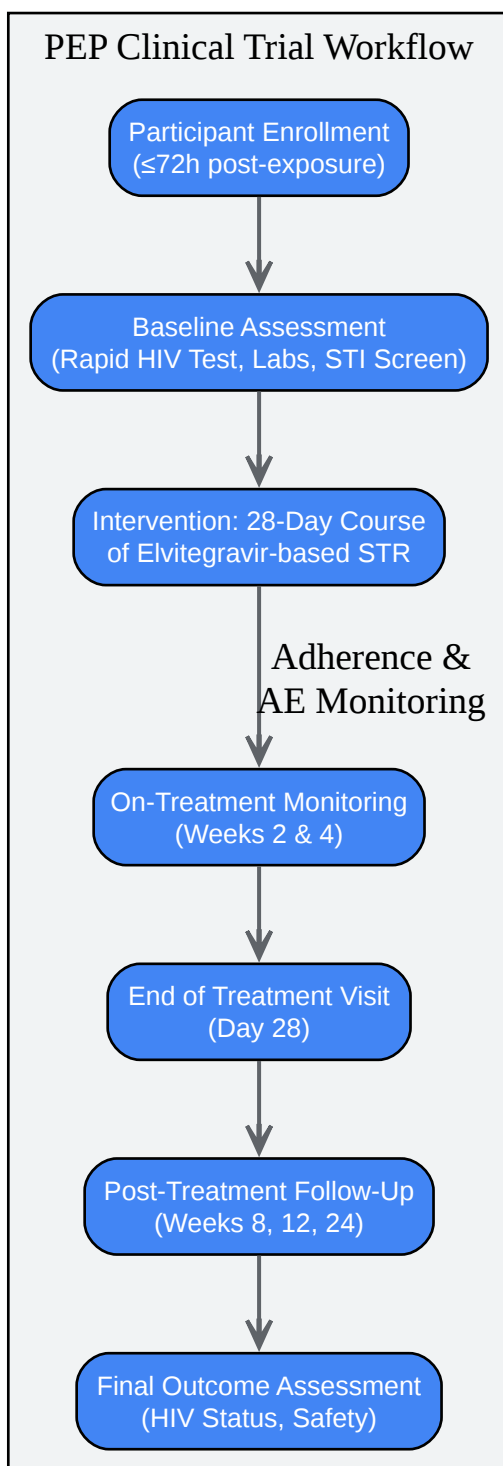 PEP Clinical Trial Workflow
Participant Enrollment
(≤72h post-exposure)
Baseline Assessment
(Rapid HIV Test, Labs, STI Screen)
Intervention: 28-Day Course
of Elvitegravir-based STR
Adherence &
AE Monitoring
On-Treatment Monitoring
(Weeks 2 & 4)
End of Treatment Visit
(Day 28)
Post-Treatment Follow-Up
(Weeks 8, 12, 24)
Final Outcome Assessment
(HIV Status, Safety)